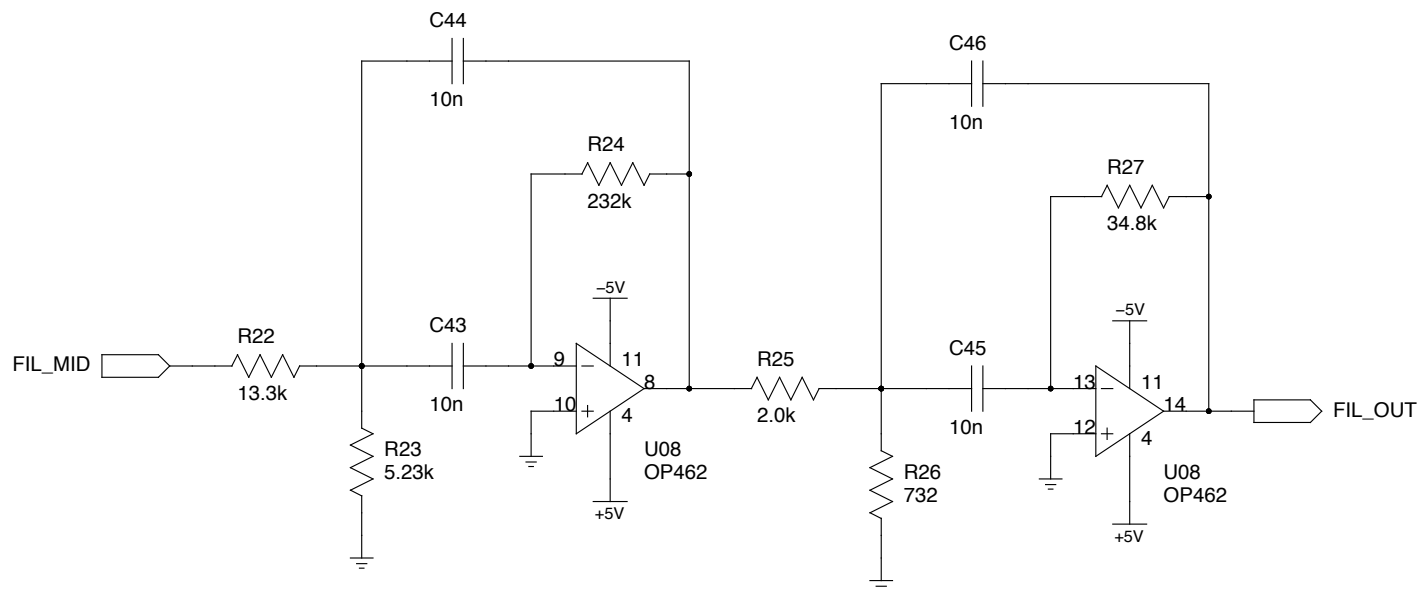 C44
10n
C46
10n
R24
232k
R27
34.8k
−5V
−5V
FIL_MID
R22
13.3k
C43
10n
9
−
11
8
10
+
4
R23
5.23k
U08
OP462
+5V
R25
2.0k
C45
10n
13
−
11
14
12
+
4
FIL_OUT
R26
732
U08
OP462
+5V